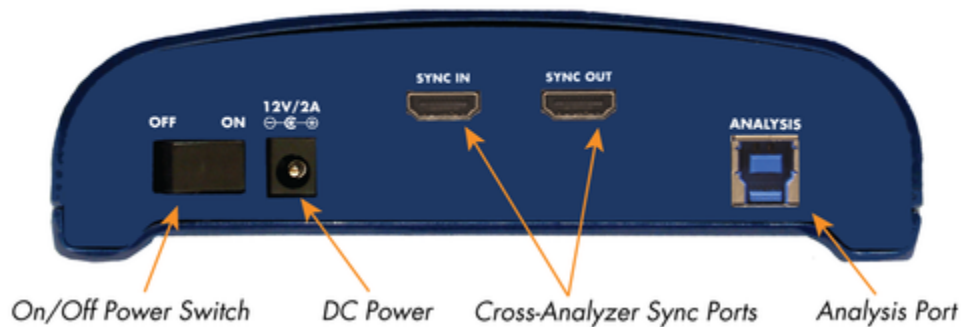 SYNC IN
SYNC OUT
12V/2A
OFF
ON
ANALYSIS
On/Off Power Switch
DC Power
Cross-Analyzer Sync Ports
Analysis Port